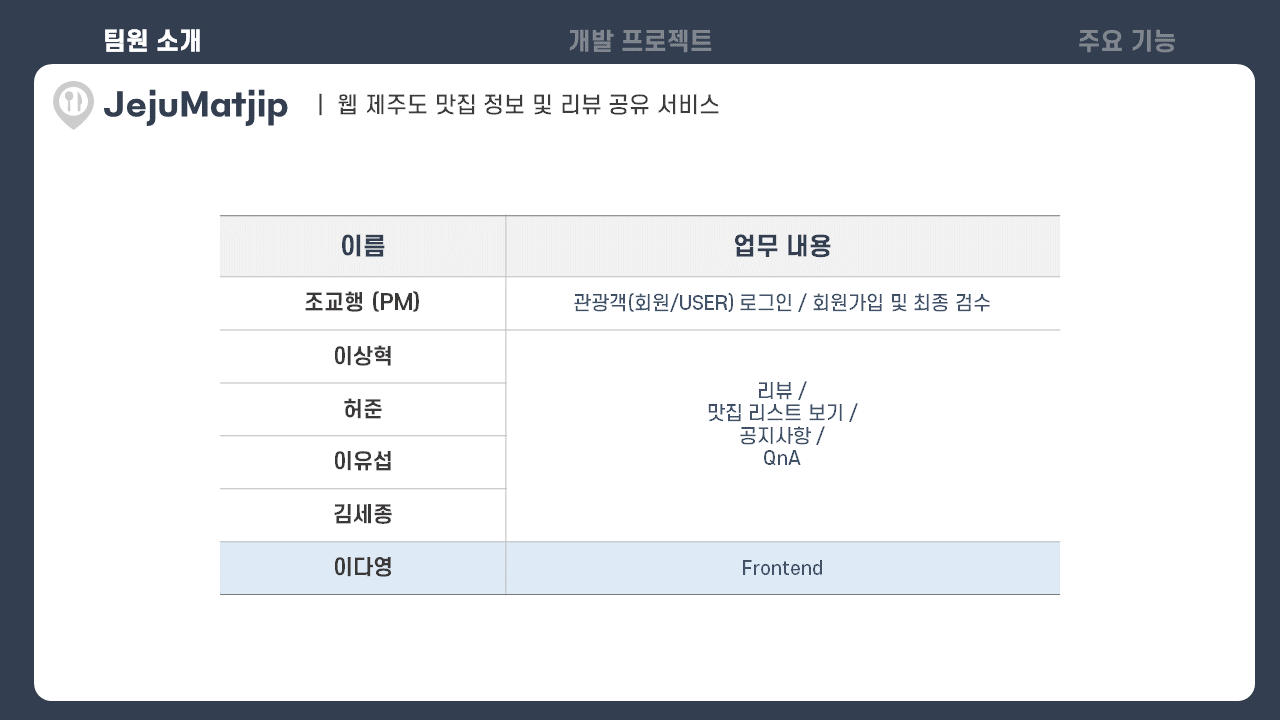 팀원 소개
개발 프로젝트
주요 기능
JejuMatjip | 웹 제주도 맛집 정보 및 리뷰 공유 서비스
이름
업무 내용
조교행 (PM)
관광객(회원/USER) 로그인 / 회원가입 및 최종 검수
이상혁
허준
이유섭
김세종
리뷰 /
맛집 리스트 보기 /
공지사항 /
QnA
이다영
Frontend